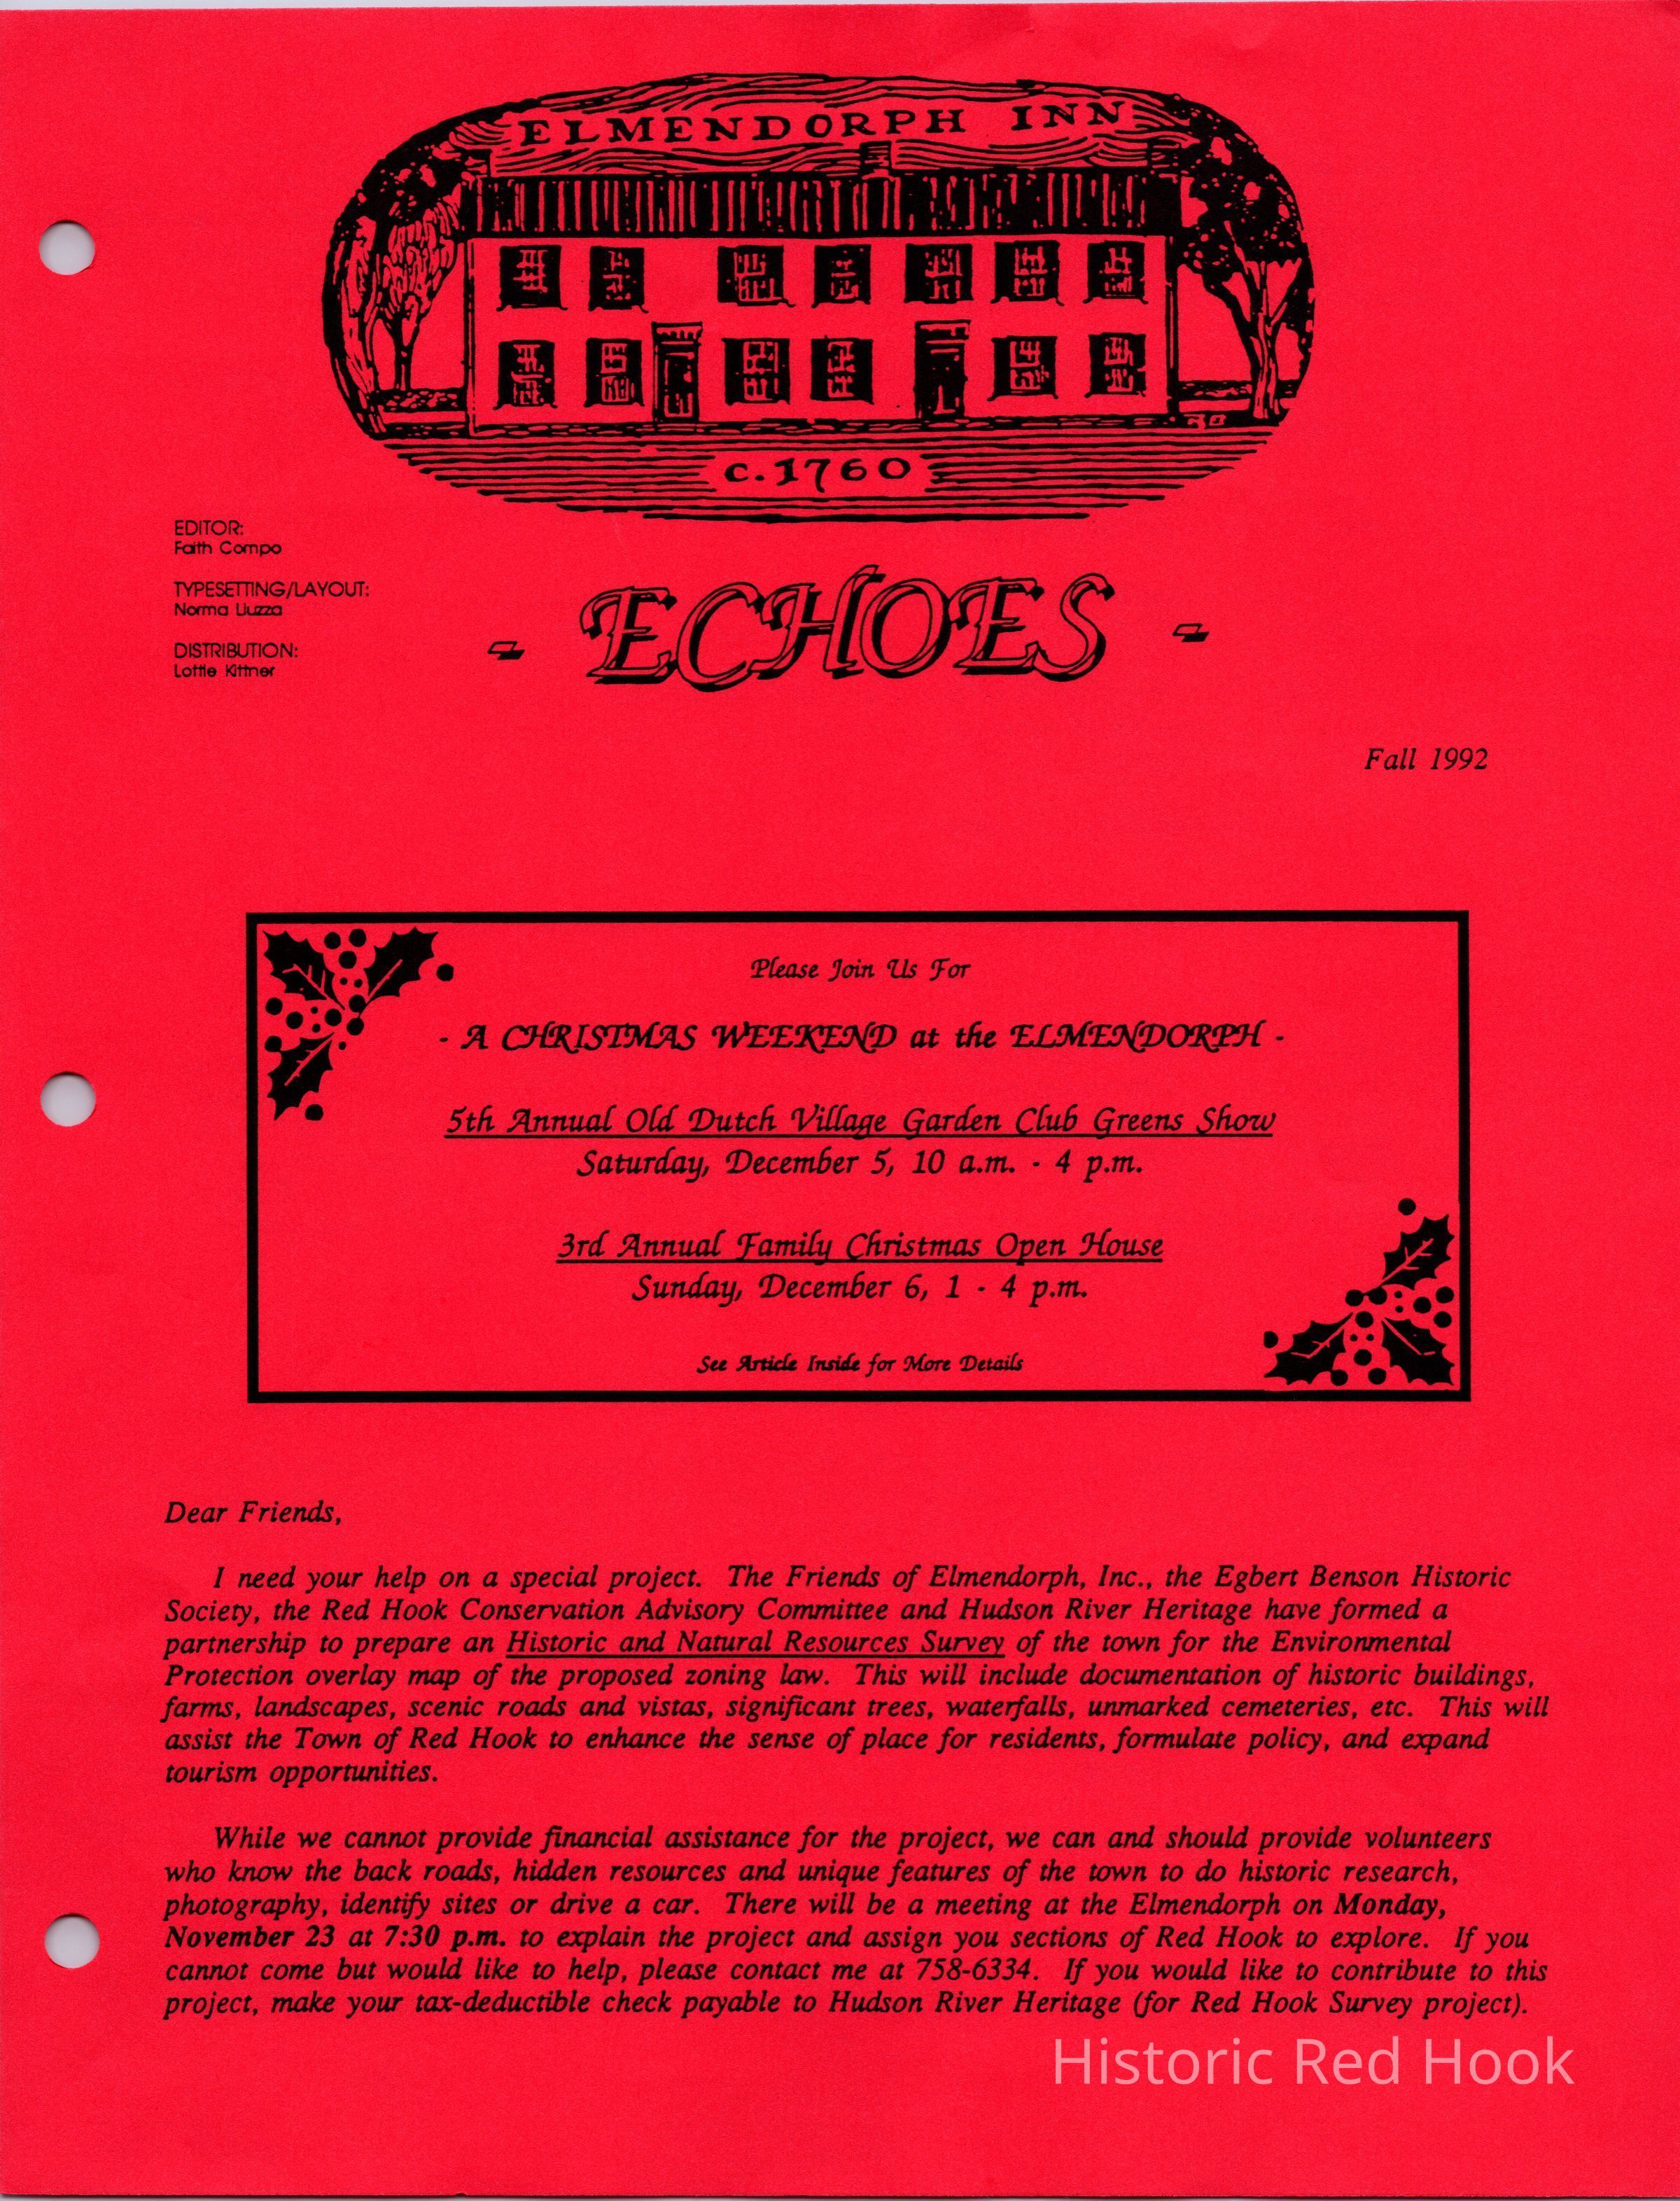 ELMENDORPH INN
c.1760
EDITOR:
Faith Compo
TYPESETTING/LAYOUT:
Norma Liuzza
DISTRIBUTION:
Lottie Kittner
- ECHOES -
Fall 1992
Please Join Us For
- A CHRISTMAS WEEKEND at the ELMENDORPH -
5th Annual Old Dutch Village Garden Club Greens Show
Saturday, December 5, 10 a.m. - 4 p.m.
3rd Annual Family Christmas Open House
Sunday, December 6, 1 - 4 p.m.
See Article Inside for More Details
Dear Friends,
I need your help on a special project. The Friends of Elmendorph, Inc., the Egbert Benson Historic
Society, the Red Hook Conservation Advisory Committee and Hudson River Heritage have formed a
partnership to prepare an Historic and Natural Resources Survey of the town for the Environmental
Protection overlay map of the proposed zoning law. This will include documentation of historic buildings,
farms, landscapes, scenic roads and vistas, significant trees, waterfalls, unmarked cemeteries, etc. This will
assist the Town of Red Hook to enhance the sense of place for residents, formulate policy, and expand
tourism opportunities.
While we cannot provide financial assistance for the project, we can and should provide volunteers
who know the back roads, hidden resources and unique features of the town to do historic research,
photography, identify sites or drive a car. There will be a meeting at the Elmendorph on Monday,
November 23 at 7:30 p.m. to explain the project and assign you sections of Red Hook to explore. If you
cannot come but would like to help, please contact me at 758-6334. If you would like to contribute to this
project, make your tax-deductible check payable to Hudson River Heritage (for Red Hook Survey project).
Historic Red Hook